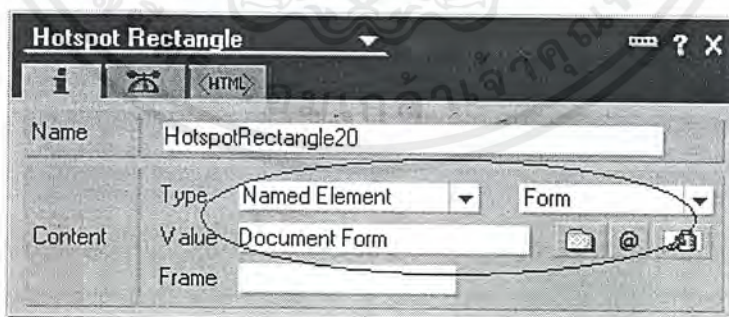 Hotspot Rectangle ? X
i <HTML>
Name HotspotRectangle20
Type Named Element Form
Content Value Document Form @
Frame